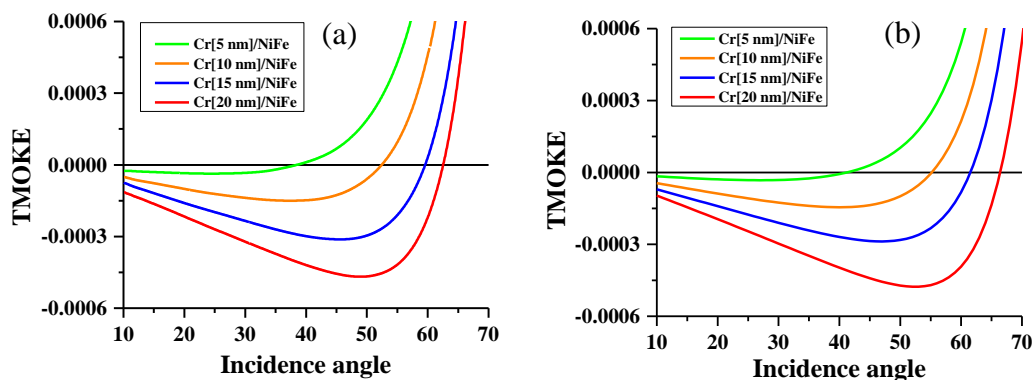 0.0006
0.0003
0.0000
-0.0003
-0.0006
TMOKE
Cr[5 nm]/NiFe
Cr[10 nm]/NiFe
Cr[15 nm]/NiFe
Cr[20 nm]/NiFe
(a)
10 20 30 40 50 60 70
Incidence angle
0.0006
0.0003
0.0000
-0.0003
-0.0006
TMOKE
Cr[5 nm]/NiFe
Cr[10 nm]/NiFe
Cr[15 nm]/NiFe
Cr[20 nm]/NiFe
(b)
10 20 30 40 50 60 70
Incidence angle